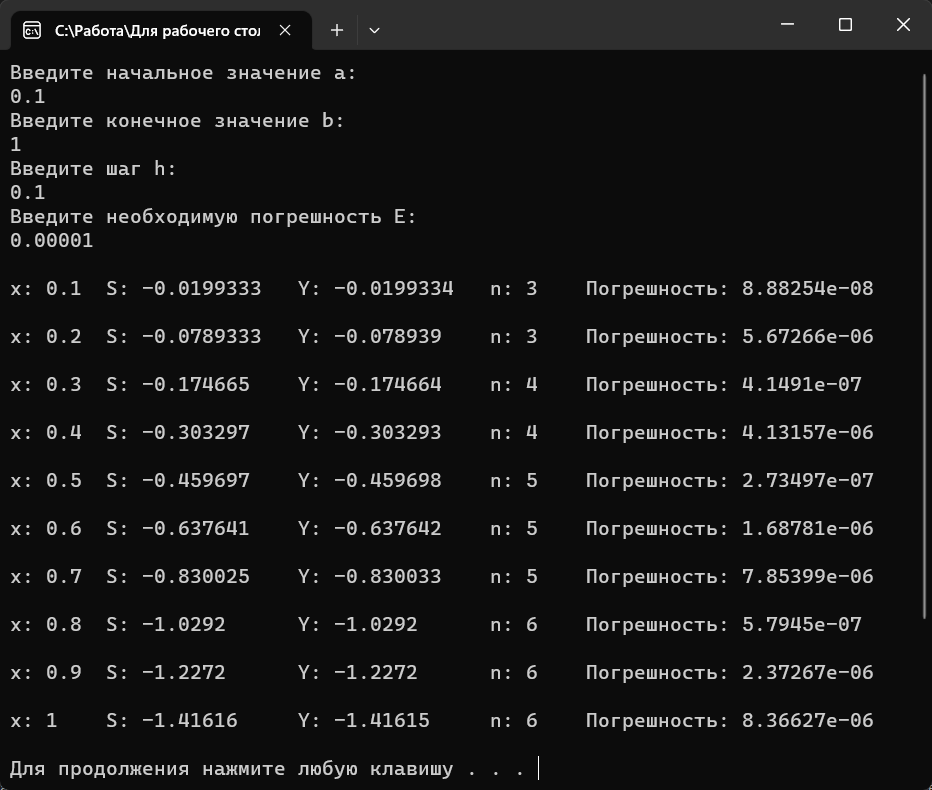 C:\Работа\Для рабочего стол
Введите начальное значение a:
0.1
Введите конечное значение b:
1
Введите шаг h:
0.1
Введите необходимую погрешность E:
0.00001
x: 0.1 S: -0.0199333 Y: -0.0199334 n: 3 Погрешность: 8.88254e-08
x: 0.2 S: -0.0789333 Y: -0.078939 n: 3 Погрешность: 5.67266e-06
x: 0.3 S: -0.174665 Y: -0.174664 n: 4 Погрешность: 4.1491e-07
x: 0.4 S: -0.303297 Y: -0.303293 n: 4 Погрешность: 4.13157e-06
x: 0.5 S: -0.459697 Y: -0.459698 n: 5 Погрешность: 2.73497e-07
x: 0.6 S: -0.637641 Y: -0.637642 n: 5 Погрешность: 1.68781e-06
x: 0.7 S: -0.830025 Y: -0.830033 n: 5 Погрешность: 7.85399e-06
x: 0.8 S: -1.0292 Y: -1.0292 n: 6 Погрешность: 5.7945e-07
x: 0.9 S: -1.2272 Y: -1.2272 n: 6 Погрешность: 2.37267e-06
x: 1 S: -1.41616 Y: -1.41615 n: 6 Погрешность: 8.36627e-06
Для продолжения нажмите любую клавишу . . .